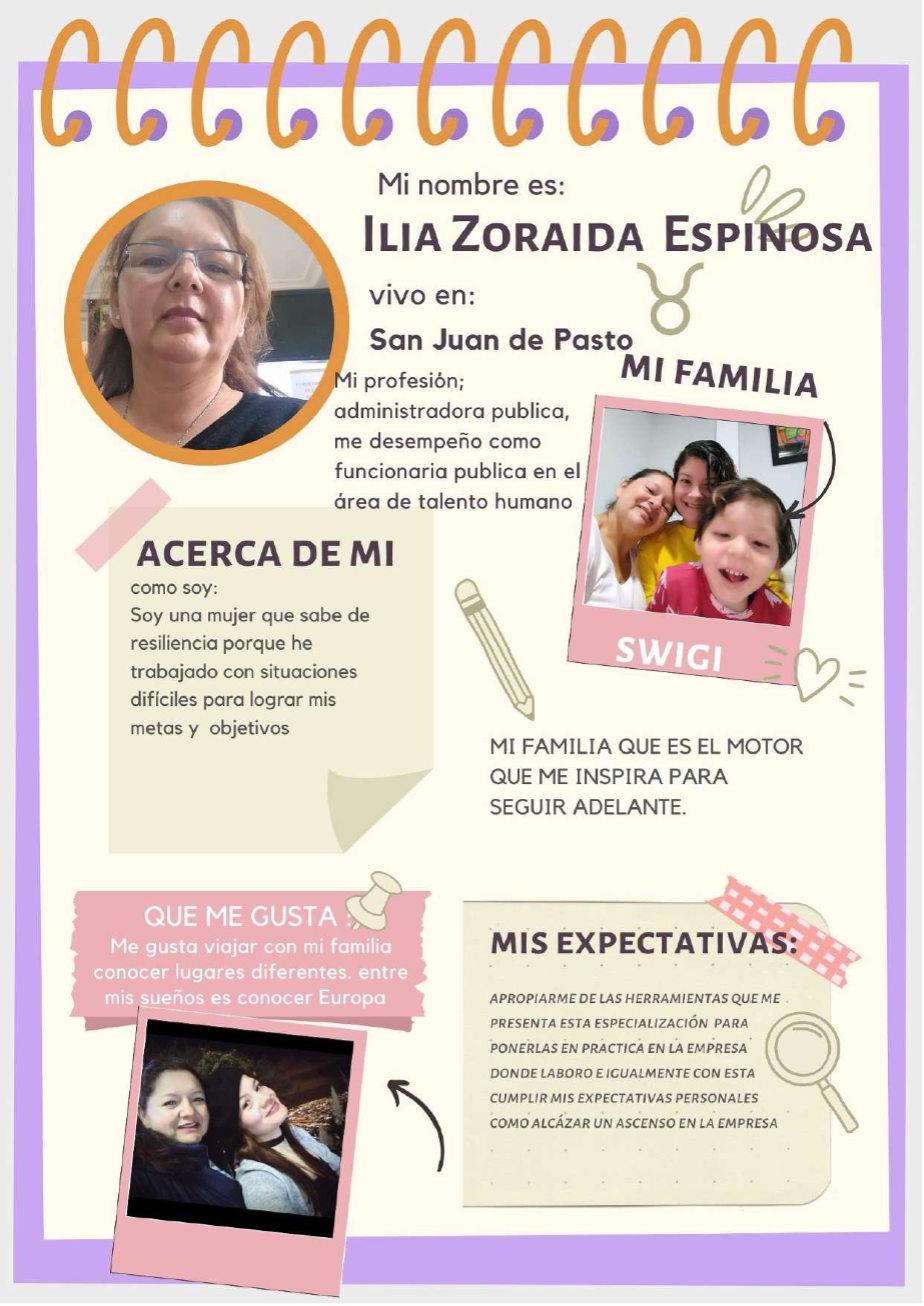 Mi nombre es:
ILIA ZORAIDA ESPINOSA
vivo en:
San Juan de Pasto
Mi profesión;
administradora publica,
me desempeño como
funcionaria publica en el
área de talento humano
MI FAMILIA
SWIGI
ACERCA DE MI
como soy:
Soy una mujer que sabe de
resiliencia porque he
trabajado con situaciones
difíciles para lograr mis
metas y objetivos
MI FAMILIA QUE ES EL MOTOR
QUE ME INSPIRA PARA
SEGUIR ADELANTE.
QUE ME GUSTA :
Me gusta viajar con mi familia
conocer lugares diferentes. entre
mis sueños es conocer Europa
MIS EXPECTATIVAS:
APROPIARME DE LAS HERRAMIENTAS QUE ME
PRESENTA ESTA ESPECIALIZACIÓN PARA
PONERLAS EN PRÁCTICA EN LA EMPRESA
DONDE LABORO E IGUALMENTE CON ESTA
CUMPLIR MIS EXPECTATIVAS PERSONALES
COMO ALCÁZAR UN ASCENSO EN LA EMPRESA